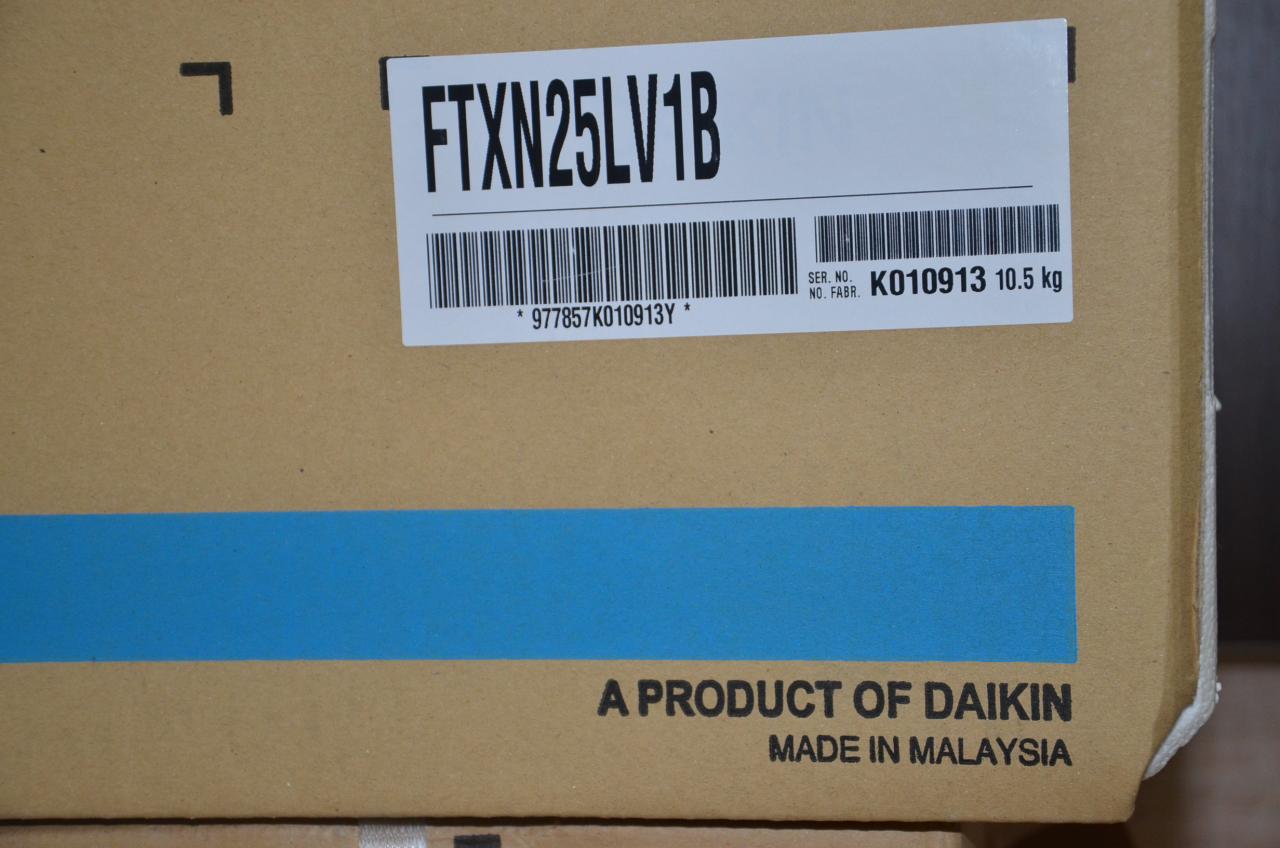 FTXN25LV1B
* 977857K010913Y *
SER. NO.
NO. FABR.
K010913 10.5 kg
A PRODUCT OF DAIKIN
MADE IN MALAYSIA